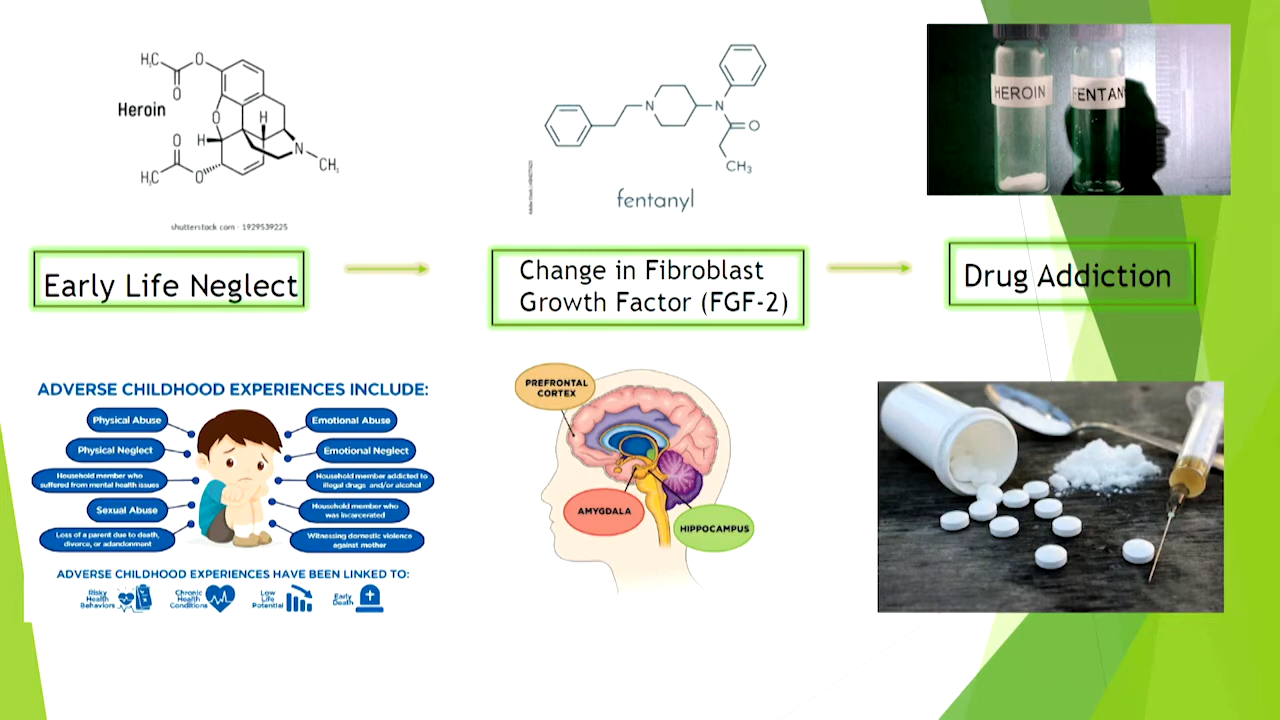 H₃C
O
O
Heroin
O
H
H
O
N
CH₃
H₃C
O
shutterstock.com · 1929539225
N
N
O
CH₃
fentanyl
HEROIN
FENTAN
Early Life Neglect
Change in Fibroblast
Growth Factor (FGF-2)
Drug Addiction
ADVERSE CHILDHOOD EXPERIENCES INCLUDE:
Physical Abuse
Emotional Abuse
Physical Neglect
Emotional Neglect
Household member who
suffered from mental health issues
Household member addicted to
illegal drugs and/or alcohol
Sexual Abuse
Household member who
was incarcerated
Loss of a parent due to death,
divorce, or adandonment
Witnessing domestic violence
against mother
ADVERSE CHILDHOOD EXPERIENCES HAVE BEEN LINKED TO:
Risky
Health
Behaviors
Chronic
Health
Conditions
Low
Life
Potential
Early
Death
PREFRONTAL
CORTEX
AMYGDALA
HIPPOCAMPUS